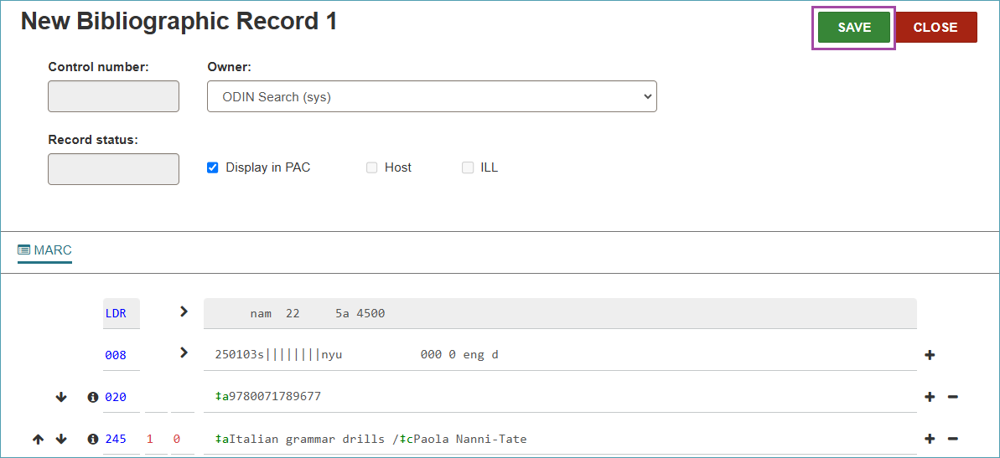 New Bibliographic Record 1
SAVE CLOSE
Control number: Owner:
ODIN Search (sys)
Record status:
Display in PAC Host ILL
MARC
LDR nam 22 5a 4500
008 250103s||||||||nyu 000 0 eng d
020 ‡a9780071789677
245 1 0 ‡aItalian grammar drills /‡cPaola Nanni-Tate